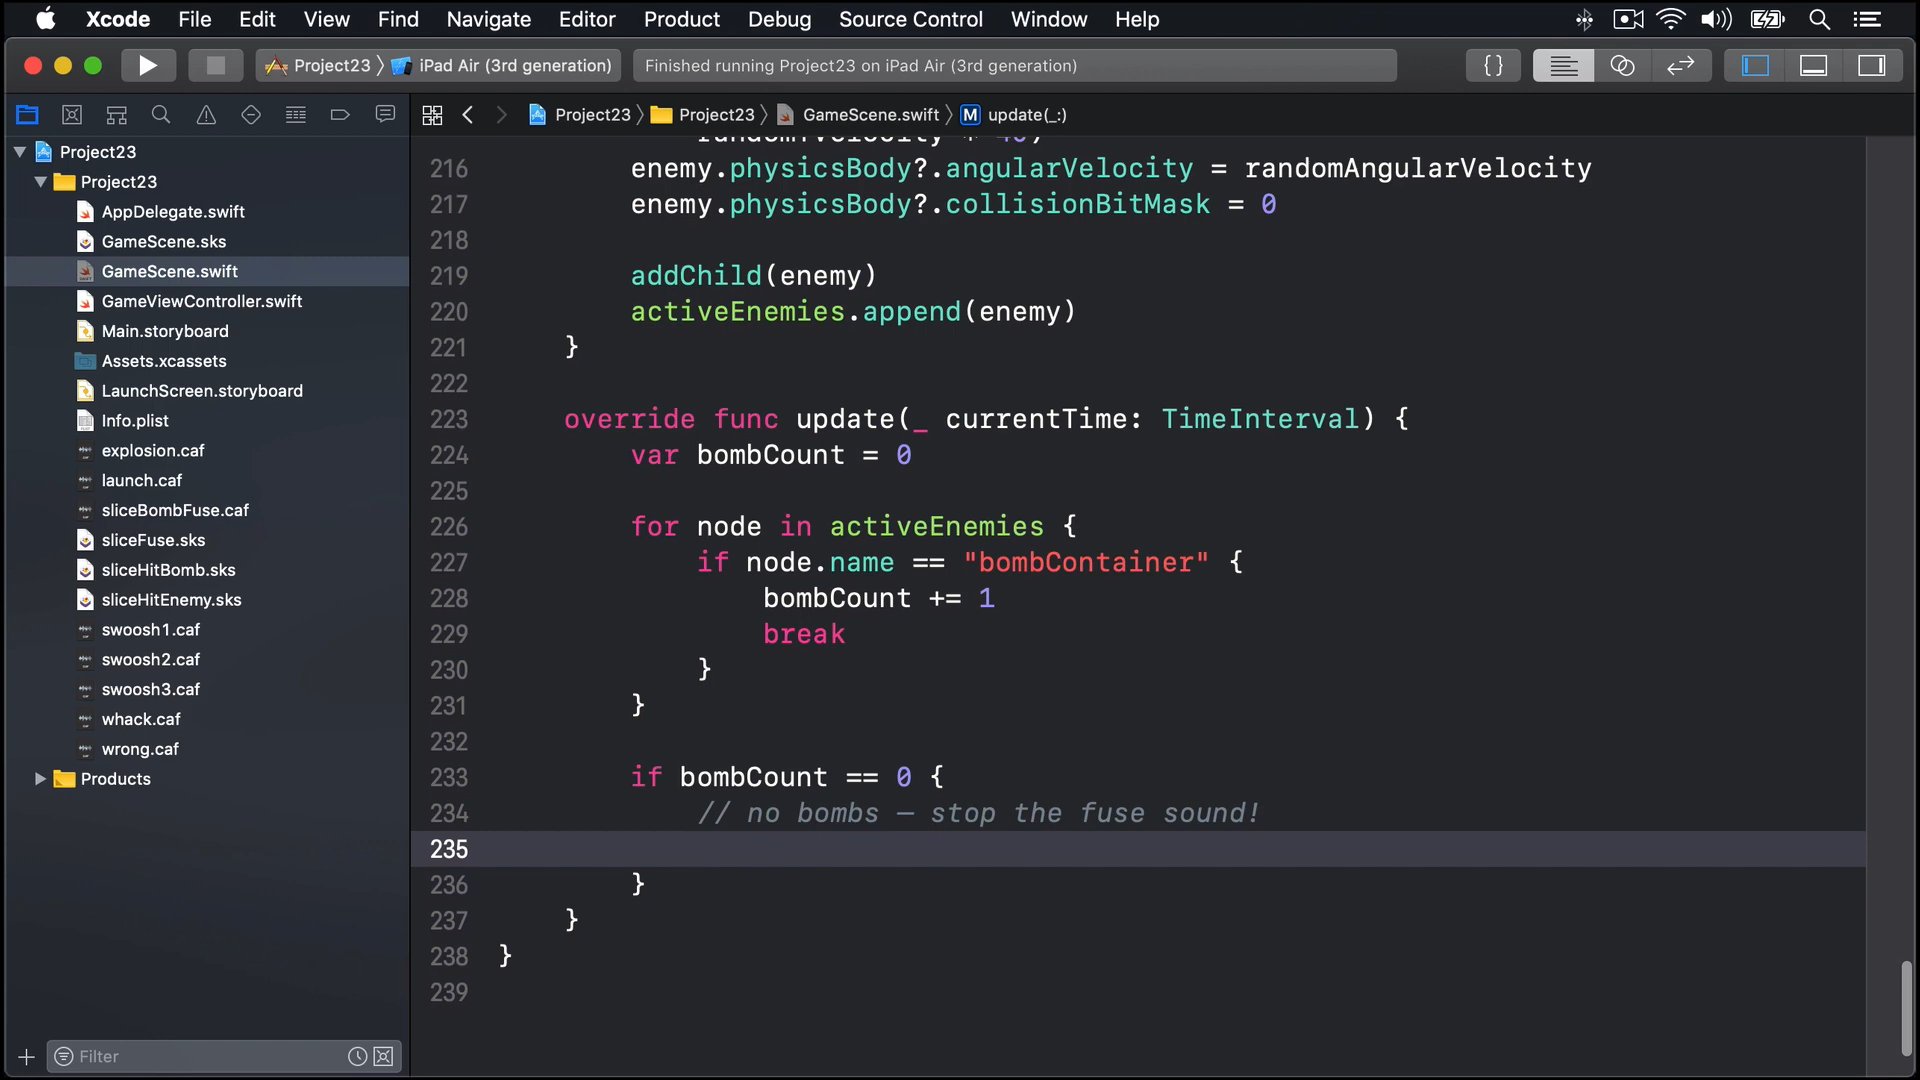 Xcode File Edit View Find Navigate Editor Product Debug Source Control Window Help
Project23 iPad Air (3rd generation) Finished running Project23 on iPad Air (3rd generation) {}
Project23 Project23 GameScene.swift M update(_:)
Project23
Project23
AppDelegate.swift
GameScene.sks
GameScene.swift
GameViewController.swift
Main.storyboard
Assets.xcassets
LaunchScreen.storyboard
Info.plist
explosion.caf
launch.caf
sliceBombFuse.caf
sliceFuse.sks
sliceHitBomb.sks
sliceHitEnemy.sks
swoosh1.caf
swoosh2.caf
swoosh3.caf
whack.caf
wrong.caf
Products
Filter
randomYVelocity * 40)
216 enemy.physicsBody?.angularVelocity = randomAngularVelocity
217 enemy.physicsBody?.collisionBitMask = 0
218
219 addChild(enemy)
220 activeEnemies.append(enemy)
221 }
222
223 override func update(_ currentTime: TimeInterval) {
224 var bombCount = 0
225
226 for node in activeEnemies {
227 if node.name == "bombContainer" {
228 bombCount += 1
229 break
230 }
231 }
232
233 if bombCount == 0 {
234 // no bombs – stop the fuse sound!
235
236 }
237 }
238 }
239